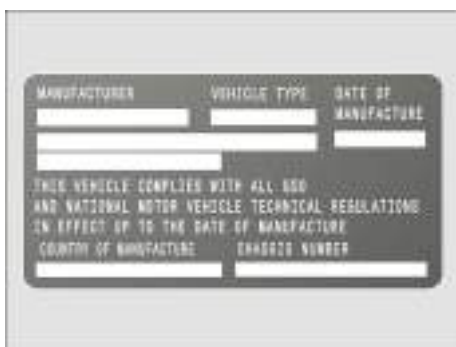 MANUFACTURER VEHICLE TYPE DATE OF
MANUFACTURE
THIS VEHICLE COMPLIES WITH ALL GSO
AND NATIONAL MOTOR VEHICLE TECHNICAL REGULATIONS
IN EFFECT UP TO THE DATE OF MANUFACTURE
COUNTRY OF MANUFACTURE CHASSIS NUMBER